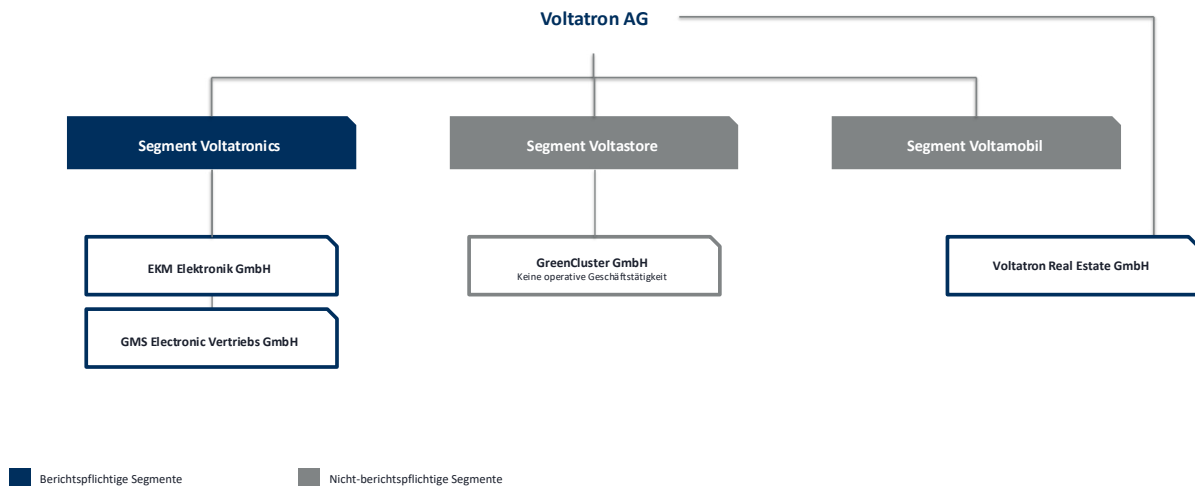 Voltatron AG
Segment Voltatronics
Segment Voltastore
Segment Voltamobil
EKM Elektronik GmbH
GreenCluster GmbH
Keine operative Geschäftstätigkeit
Voltatron Real Estate GmbH
GMS Electronic Vertriebs GmbH
Berichtspflichtige Segmente
Nicht-berichtspflichtige Segmente